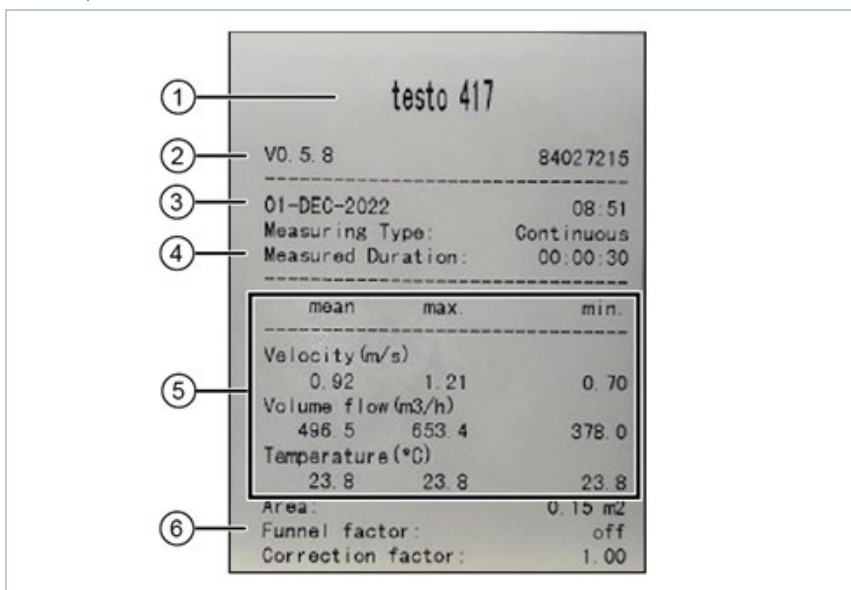 ① testo 417
② V0.5.8 84027215
③ 01-DEC-2022 08:51
Measuring Type: Continuous
④ Measured Duration: 00:00:30
mean max. min.
Velocity(m/s)
⑤ 0.92 1.21 0.70
Volume flow(m3/h)
496.5 653.4 378.0
Temperature(°C)
23.8 23.8 23.8
Area: 0.15 m2
⑥ Funnel factor: off
Correction factor: 1.00